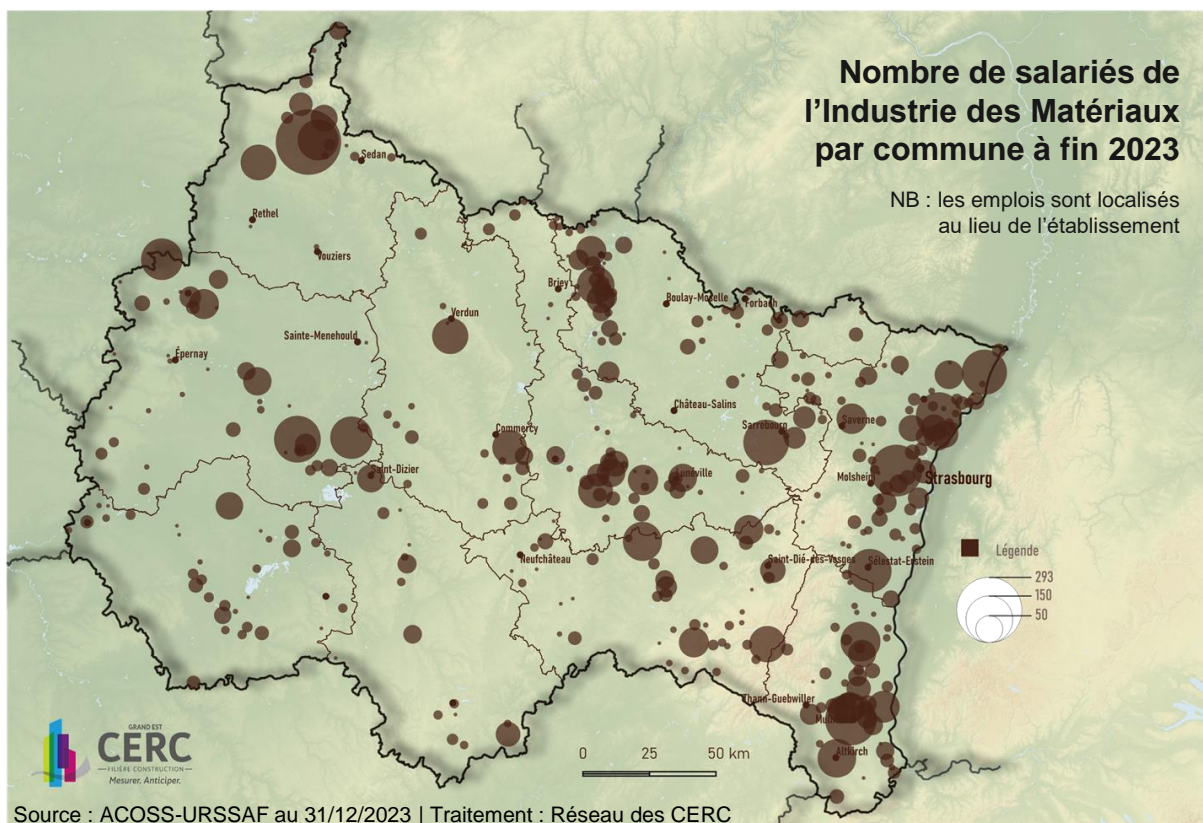 Nombre de salariés de
l'Industrie des Matériaux
par commune à fin 2023
NB : les emplois sont localisés
au lieu de l'établissement
Sedan
Rethel
Vouziers
Briey
Boulay-Moselle
Forbach
Verdun
Sainte-Menehould
Épernay
Château-Salins
Saverne
Commercy
Sarrebourg
Saint-Dizier
Lunéville
Molsheim
Strasbourg
Neufchâteau
Saint-Dié-des-Vosges
Sélestat-Erstein
Légende
293
150
50
Thann-Guebwiller
Altkirch
GRAND EST
CERC
FILIÈRE CONSTRUCTION
Mesurer. Anticiper.
0 25 50 km
Source : ACOSS-URSSAF au 31/12/2023 | Traitement : Réseau des CERC